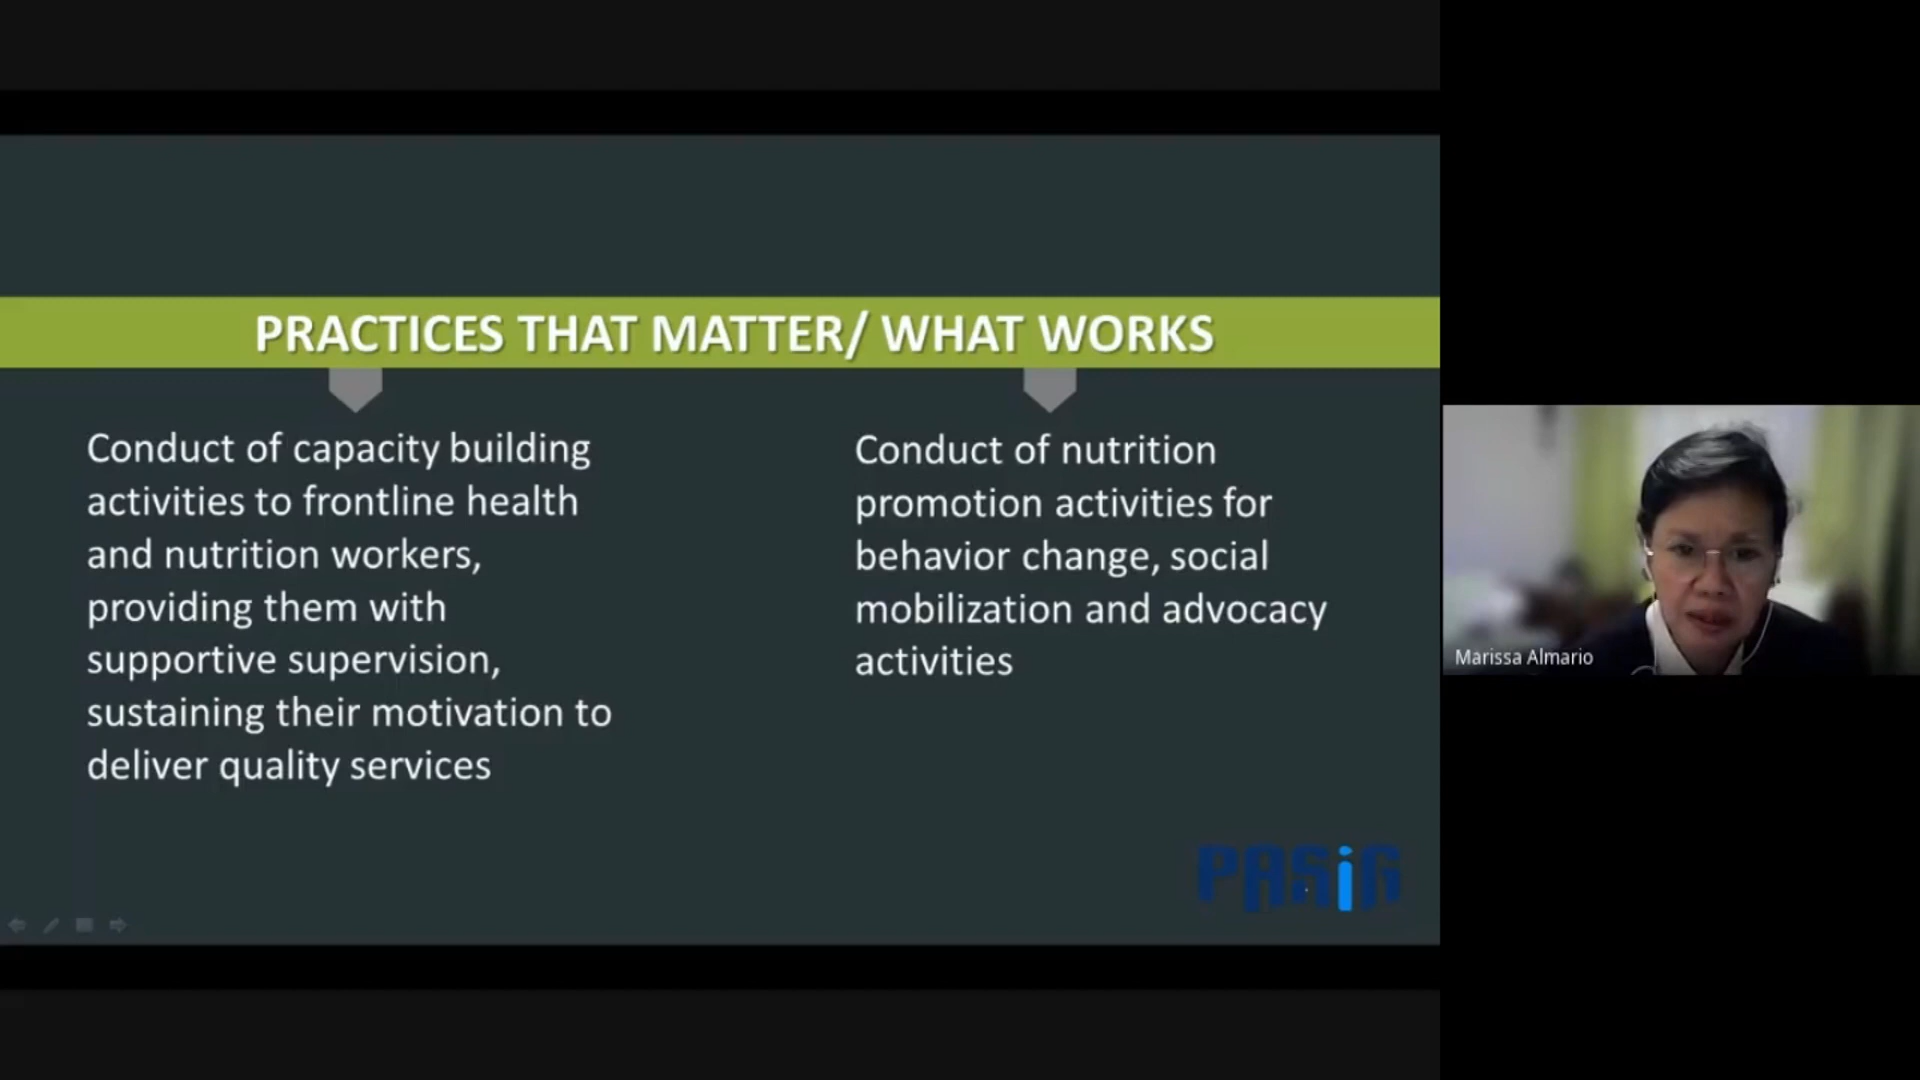 PRACTICES THAT MATTER/ WHAT WORKS
Conduct of capacity building
activities to frontline health
and nutrition workers,
providing them with
supportive supervision,
sustaining their motivation to
deliver quality services
Conduct of nutrition
promotion activities for
behavior change, social
mobilization and advocacy
activities
PASiG
Marissa Almario